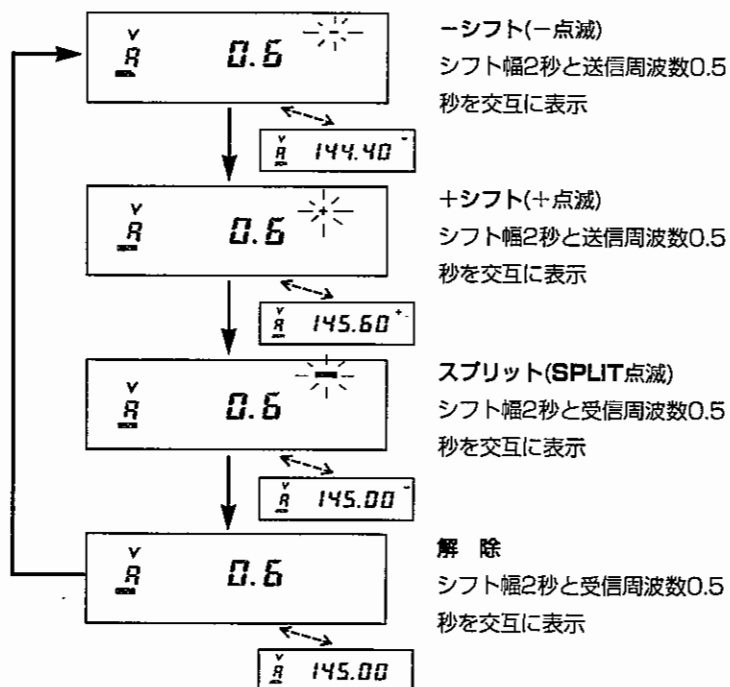 V
A 0.6 -
-シフト(-点滅)
シフト幅2秒と送信周波数0.5
秒を交互に表示
V
A 144.40 -
V
A 0.6 +
+シフト(+点滅)
シフト幅2秒と送信周波数0.5
秒を交互に表示
V
A 145.60 +
V
A 0.6
スプリット(SPLIT点滅)
シフト幅2秒と受信周波数0.5
秒を交互に表示
V
A 145.00 -
V
A 0.6
解 除
シフト幅2秒と受信周波数0.5
秒を交互に表示
V
A 145.00